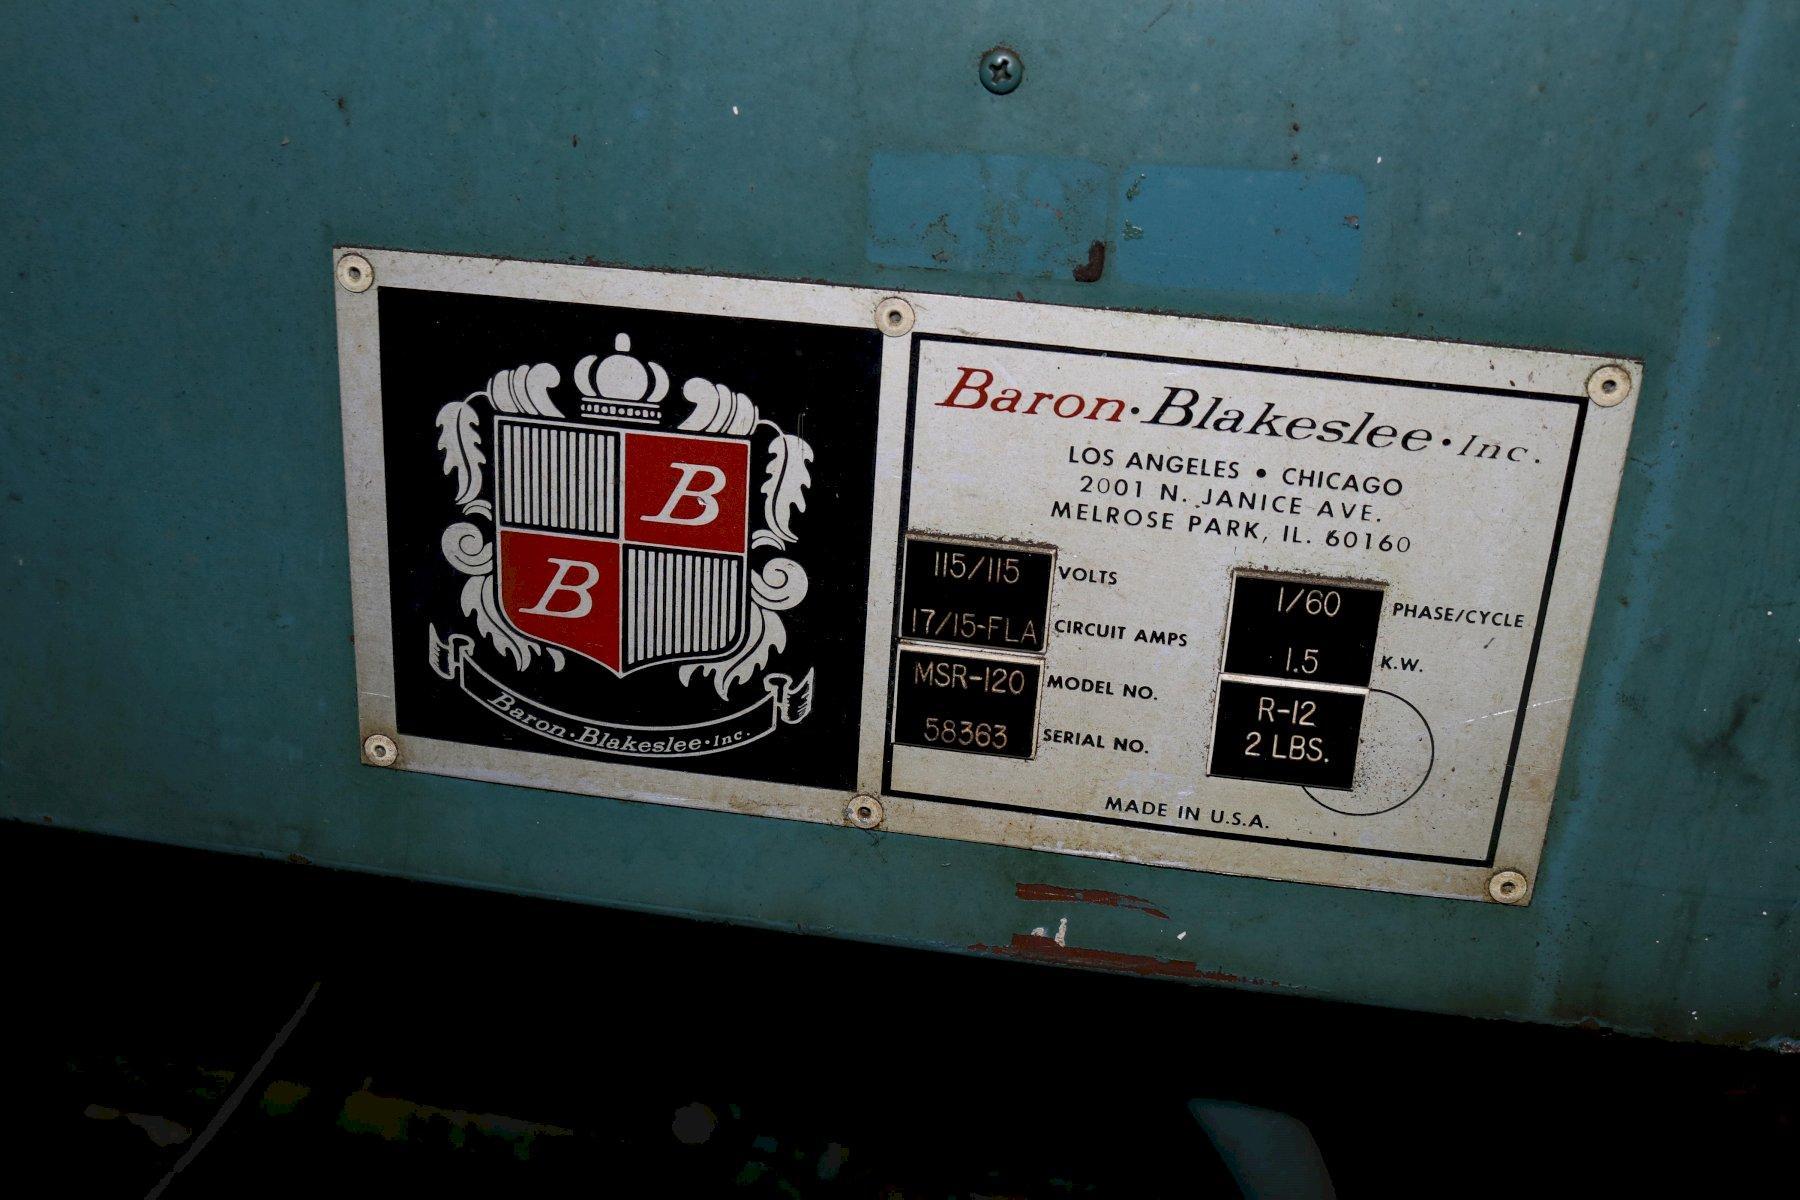 B
B
Baron·Blakeslee·Inc.
Baron·Blakeslee·Inc.
LOS ANGELES • CHICAGO
2001 N. JANICE AVE.
MELROSE PARK, IL. 60160
115/115 VOLTS 1/60 PHASE/CYCLE
17/15-FLA CIRCUIT AMPS 1.5 K.W.
MSR-120 MODEL NO. R-12
58363 SERIAL NO. 2 LBS.
MADE IN U.S.A.